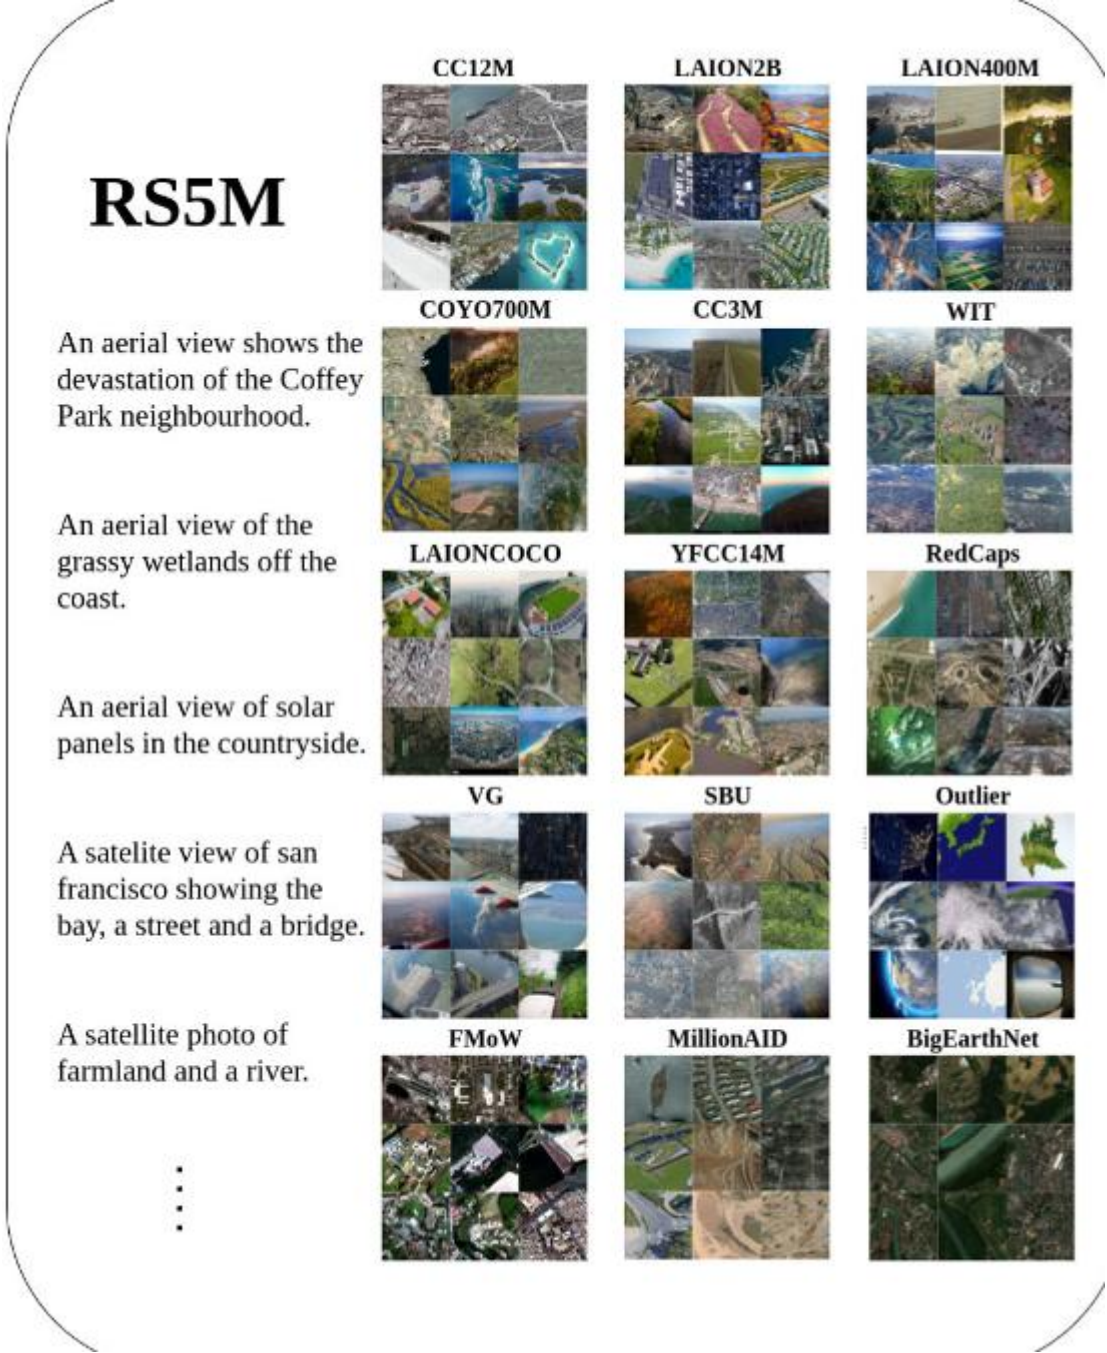 RS5M
An aerial view shows the
devastation of the Coffey
Park neighbourhood.
An aerial view of the
grassy wetlands off the
coast.
An aerial view of solar
panels in the countryside.
A satelite view of san
francisco showing the
bay, a street and a bridge.
A satellite photo of
farmland and a river.
CC12M
LAION2B
LAION400M
COYO700M
CC3M
WIT
LAIONCOCO
YFCC14M
RedCaps
VG
SBU
Outlier
FMoW
MillionAID
BigEarthNet